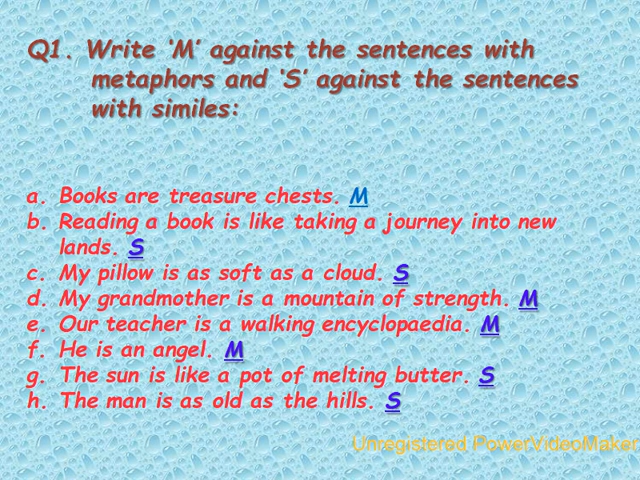 Q1. Write ‘M’ against the sentences with
metaphors and ‘S’ against the sentences
with similes:
a. Books are treasure chests. M
b. Reading a book is like taking a journey into new
lands. S
c. My pillow is as soft as a cloud. S
d. My grandmother is a mountain of strength. M
e. Our teacher is a walking encyclopaedia. M
f. He is an angel. M
g. The sun is like a pot of melting butter. S
h. The man is as old as the hills. S
Unregistered PowerVideoMaker